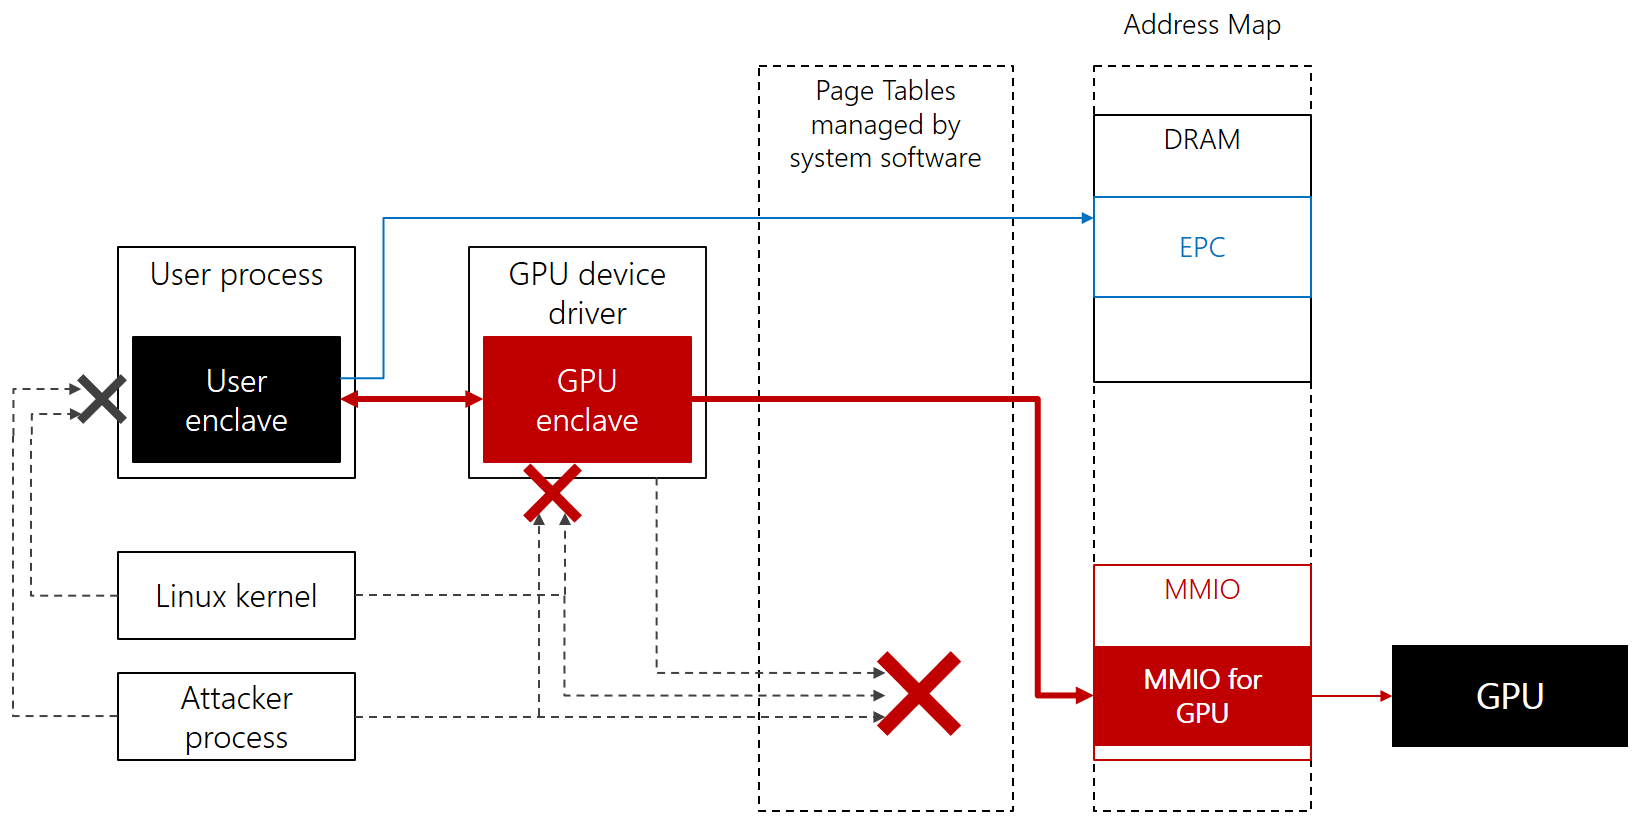 Address Map
Page Tables
managed by
system software
DRAM
EPC
User process
GPU device
driver
User
enclave
GPU
enclave
Linux kernel
MMIO
Attacker
process
MMIO for
GPU
GPU